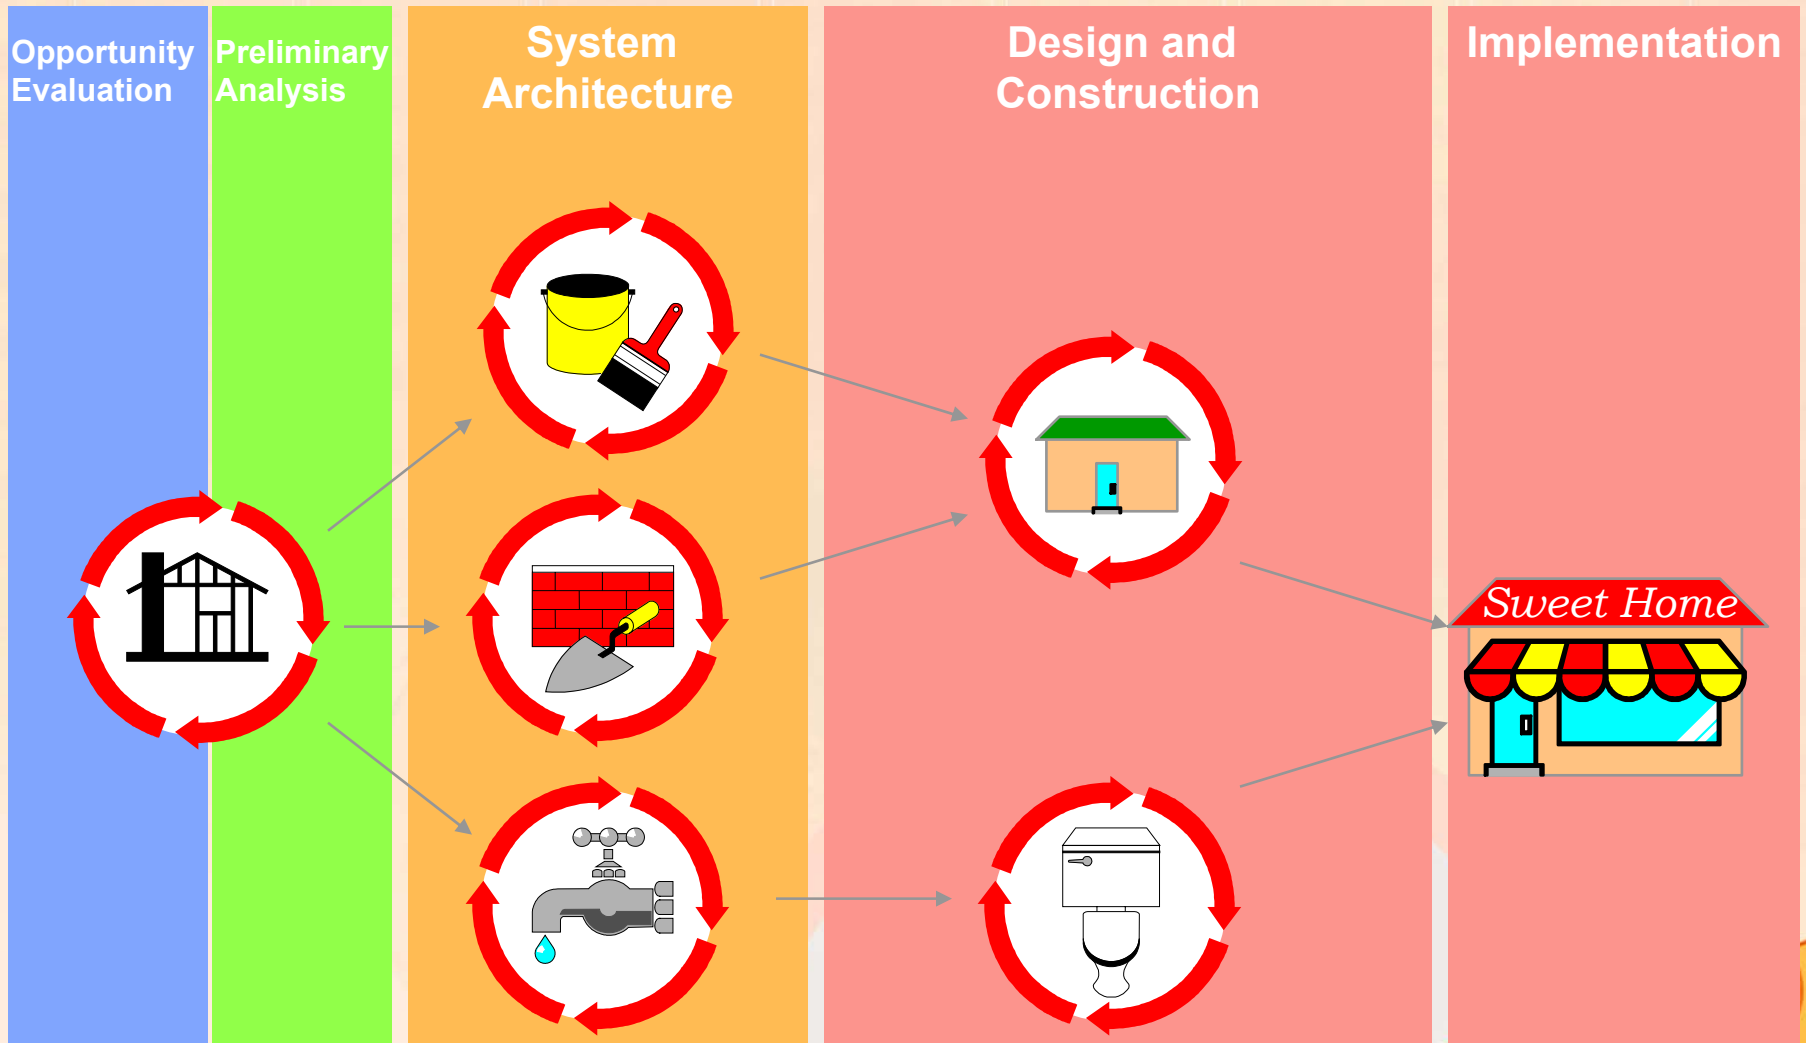 Opportunity
Evaluation
Preliminary
Analysis
System
Architecture
Design and
Construction
Implementation
Sweet Home